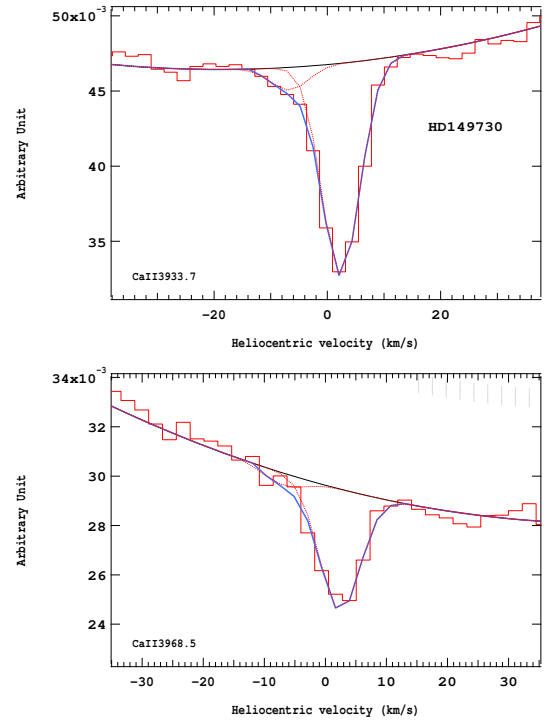 50x10-3
45
40
35
Arbitrary Unit
HD149730
CaII3933.7
-20 0 20
Heliocentric velocity (km/s)
34x10-3
32
30
28
26
24
Arbitrary Unit
CaII3968.5
-30 -20 -10 0 10 20 30
Heliocentric velocity (km/s)